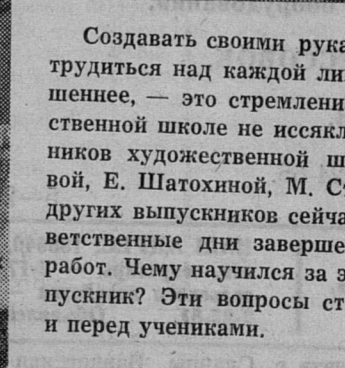 Создавать своими рука
трудиться над каждой ли
шеннее, — это стремлени
ственной школе не иссякл
ников художественной ш
вой, Е. Шатохиной, М. С
других выпускников сейча
ветственные дни заверше
работ. Чему научился за э
пускник? Эти вопросы ст
и перед учениками.